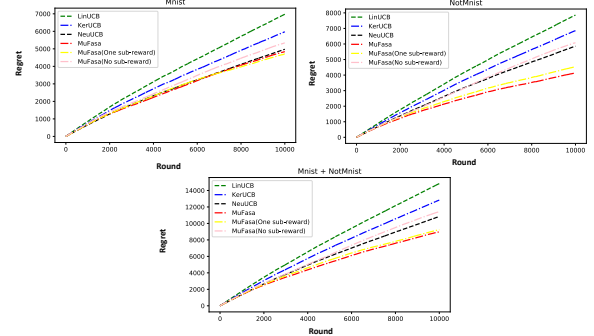 Mnist
7000
6000
5000
4000
3000
2000
1000
0
Regret
LinUCB
KerUCB
NeuUCB
MuFasa
MuFasa(One sub-reward)
MuFasa(No sub-reward)
0 2000 4000 6000 8000 10000
Round
NotMnist
8000
7000
6000
5000
4000
3000
2000
1000
0
Regret
LinUCB
KerUCB
NeuUCB
MuFasa
MuFasa(One sub-reward)
MuFasa(No sub-reward)
0 2000 4000 6000 8000 10000
Round
Mnist + NotMnist
14000
12000
10000
8000
6000
4000
2000
0
Regret
LinUCB
KerUCB
NeuUCB
MuFasa
MuFasa(One sub-reward)
MuFasa(No sub-reward)
0 2000 4000 6000 8000 10000
Round